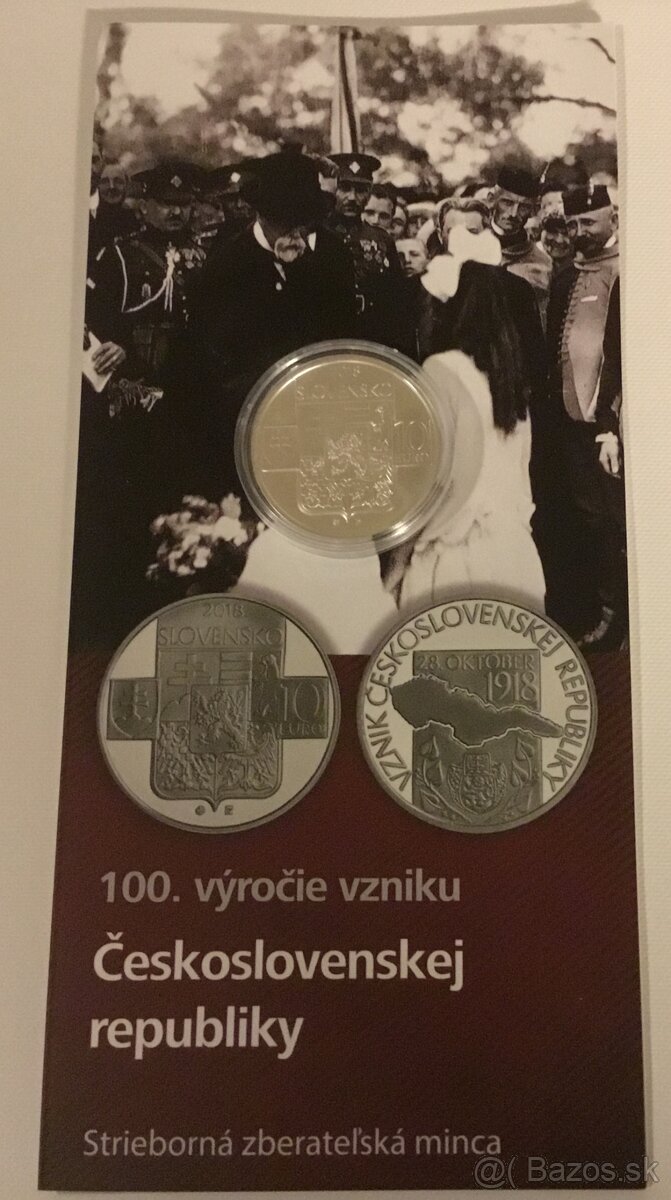 SLOVENSKO
10
EURO
2018
SLOVENSKO
10
EURO
VZNIK ČESKOSLOVENSKEJ REPUBLIKY
28. OKTÓBER
1918
100. výročie vzniku
Československej
republiky
Strieborná zberateľská minca
@( Bazos.sk